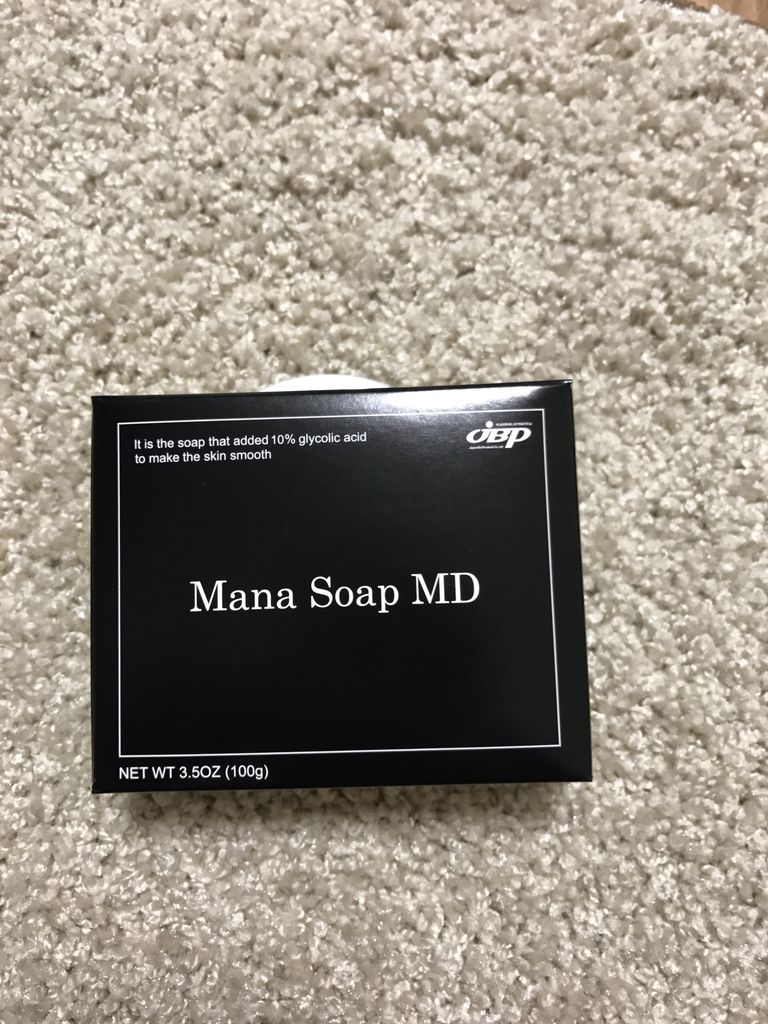 It is the soap that added 10% glycolic acid
JBP
to make the skin smooth
Mana Soap MD
NET WT 3.5OZ (100g)